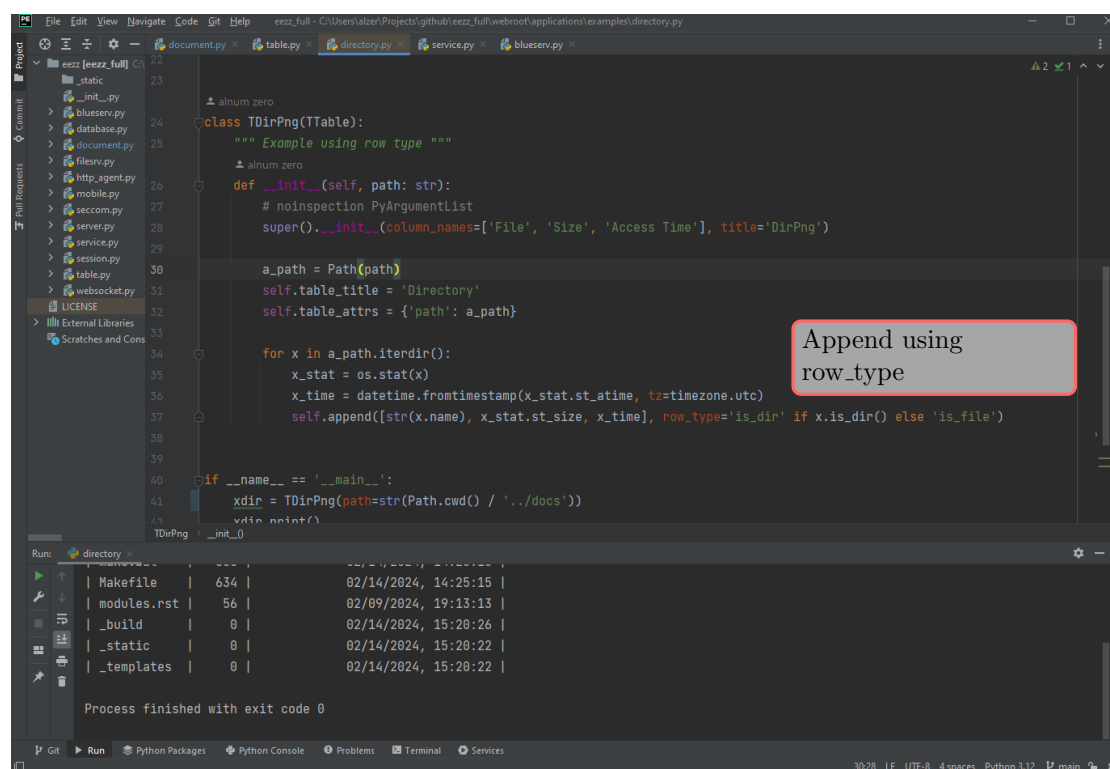 PE File Edit View Navigate Code Git Help eezz_full - C:\Users\alzer\Projects\github\eezz_full\webroot\applications\examples\directory.py
document.py table.py directory.py service.py blueserv.py
Project
Commit
Pull Requests
eezz [eezz_full] C:\
_static
__init__.py
blueserv.py
database.py
document.py
filesrv.py
http_agent.py
mobile.py
seccom.py
server.py
service.py
session.py
table.py
websocket.py
LICENSE
External Libraries
Scratches and Cons
2 1
22
23
alnum zero
24 class TDirPng(TTable):
25 """ Example using row type """
alnum zero
26 def __init__(self, path: str):
27 # noinspection PyArgumentList
28 super().__init__(column_names=['File', 'Size', 'Access Time'], title='DirPng')
29
30 a_path = Path(path)
31 self.table_title = 'Directory'
32 self.table_attrs = {'path': a_path}
33
34 for x in a_path.iterdir():
35 x_stat = os.stat(x)
36 x_time = datetime.fromtimestamp(x_stat.st_atime, tz=timezone.utc)
37 self.append([str(x.name), x_stat.st_size, x_time], row_type='is_dir' if x.is_dir() else 'is_file')
38
39
40 if __name__ == '__main__':
41 xdir = TDirPng(path=str(Path.cwd() / '../docs'))
42 xdir.print()
Append using
row_type
TDirPng › __init__()
Run: directory
| Makefile | 634 | 02/14/2024, 14:25:15 |
| modules.rst | 56 | 02/09/2024, 19:13:13 |
| _build | 0 | 02/14/2024, 15:20:26 |
| _static | 0 | 02/14/2024, 15:20:22 |
| _templates | 0 | 02/14/2024, 15:20:22 |
Process finished with exit code 0
Git Run Python Packages Python Console Problems Terminal Services
30:28 LF UTF-8 4 spaces Python 3.12 main